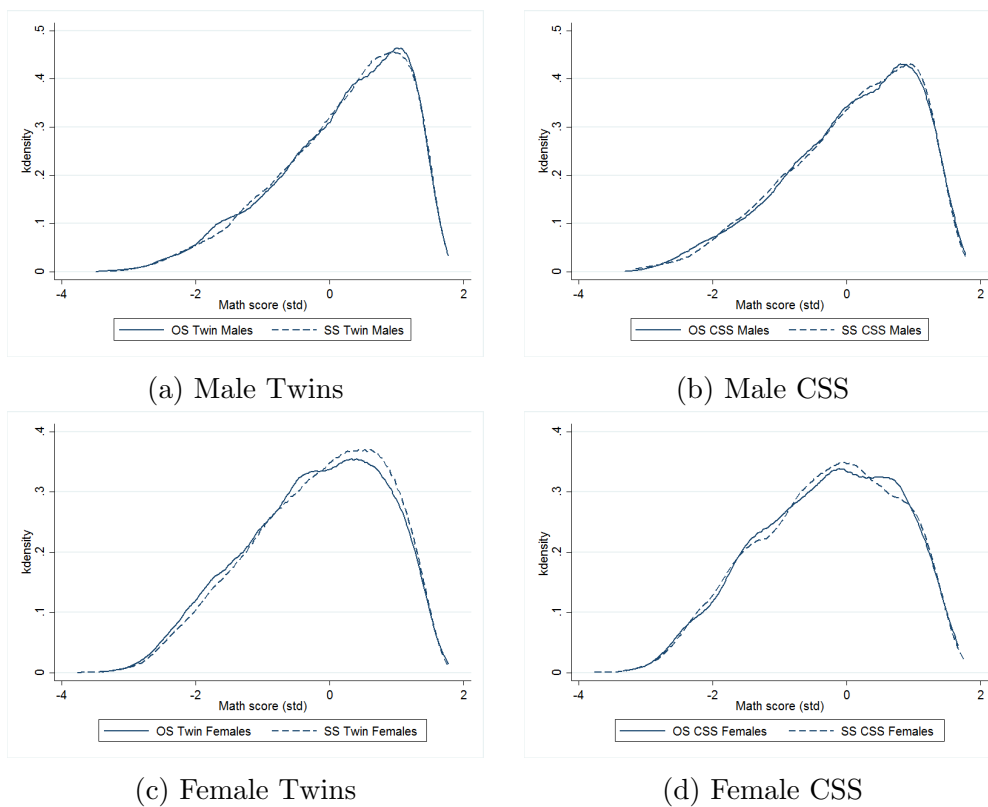 kdensity
.5
.4
.3
.2
.1
0
-4 -2 0 2
Math score (std)
OS Twin Males SS Twin Males
(a) Male Twins
kdensity
.5
.4
.3
.2
.1
0
-4 -2 0 2
Math score (std)
OS CSS Males SS CSS Males
(b) Male CSS
kdensity
.4
.3
.2
.1
0
-4 -2 0 2
Math score (std)
OS Twin Females SS Twin Females
(c) Female Twins
kdensity
.4
.3
.2
.1
0
-4 -2 0 2
Math score (std)
OS CSS Females SS CSS Females
(d) Female CSS